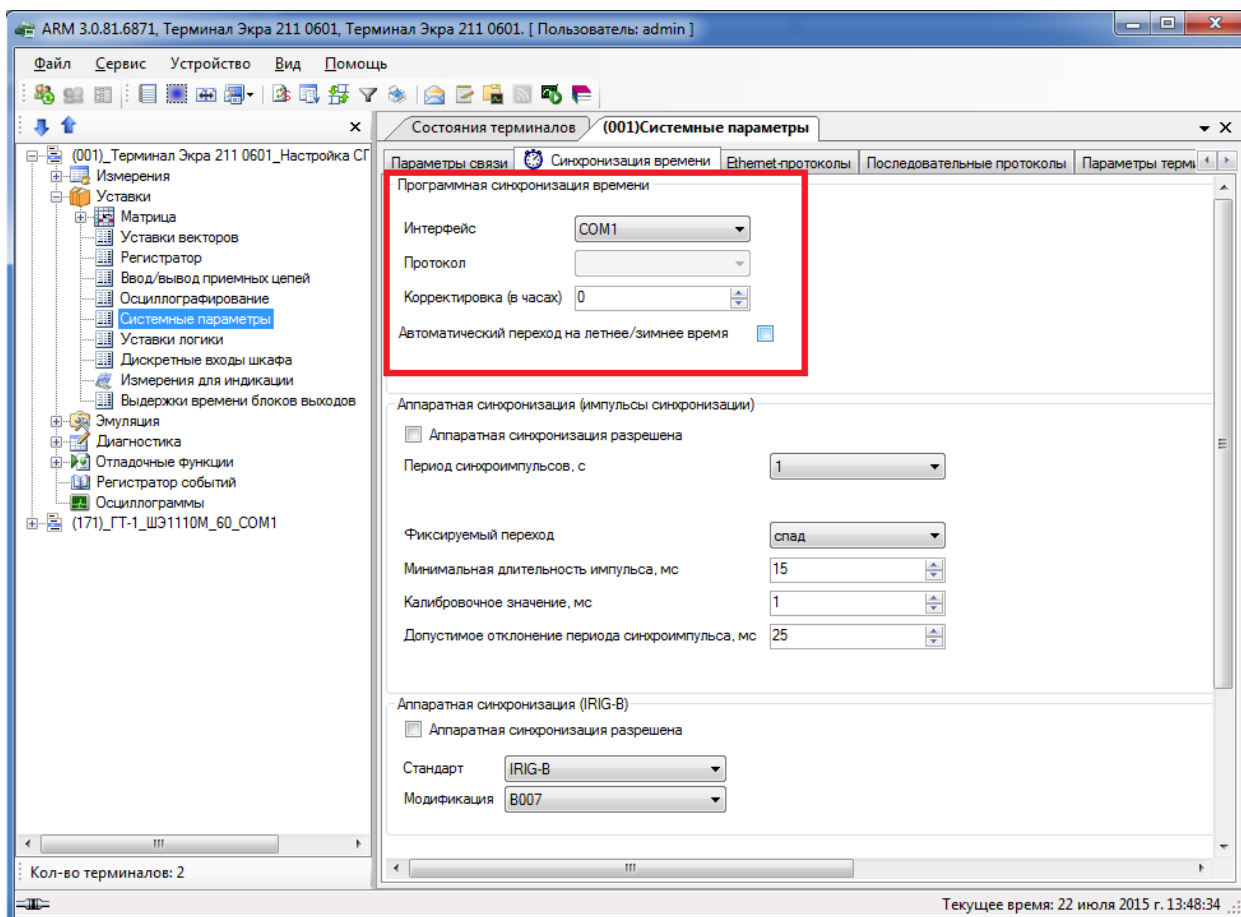 ARM 3.0.81.6871, Терминал Экра 211 0601, Терминал Экра 211 0601. [ Пользователь: admin ]
Файл Сервис Устройство Вид Помощь
Состояния терминалов (001)Системные параметры
(001)_Терминал Экра 211 0601_Настройка СГ
Измерения
Уставки
Матрица
Уставки векторов
Регистратор
Ввод/вывод приемных цепей
Осциллографирование
Системные параметры
Уставки логики
Дискретные входы шкафа
Измерения для индикации
Выдержки времени блоков выходов
Эмуляция
Диагностика
Отладочные функции
Регистратор событий
Осциллограммы
(171)_ГТ-1_ШЭ1110М_60_COM1
Кол-во терминалов: 2
Параметры связи Синхронизация времени Ethernet-протоколы Последовательные протоколы Параметры терми
Программная синхронизация времени
Интерфейс COM1
Протокол
Корректировка (в часах) 0
Автоматический переход на летнее/зимнее время
Аппаратная синхронизация (импульсы синхронизации)
Аппаратная синхронизация разрешена
Период синхроимпульсов, с 1
Фиксируемый переход спад
Минимальная длительность импульса, мс 15
Калибровочное значение, мс 1
Допустимое отклонение периода синхроимпульса, мс 25
Аппаратная синхронизация (IRIG-B)
Аппаратная синхронизация разрешена
Стандарт IRIG-B
Модификация B007
Текущее время: 22 июля 2015 г. 13:48:34